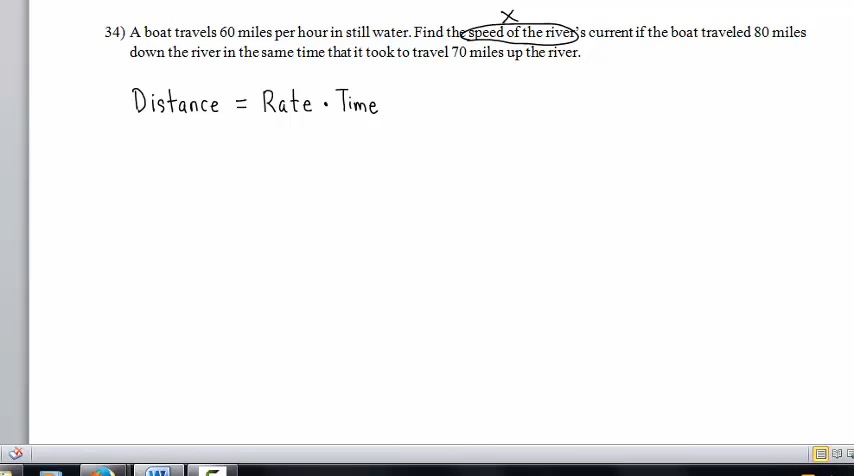 x
34) A boat travels 60 miles per hour in still water. Find the speed of the river's current if the boat traveled 80 miles
down the river in the same time that it took to travel 70 miles up the river.
Distance = Rate · Time